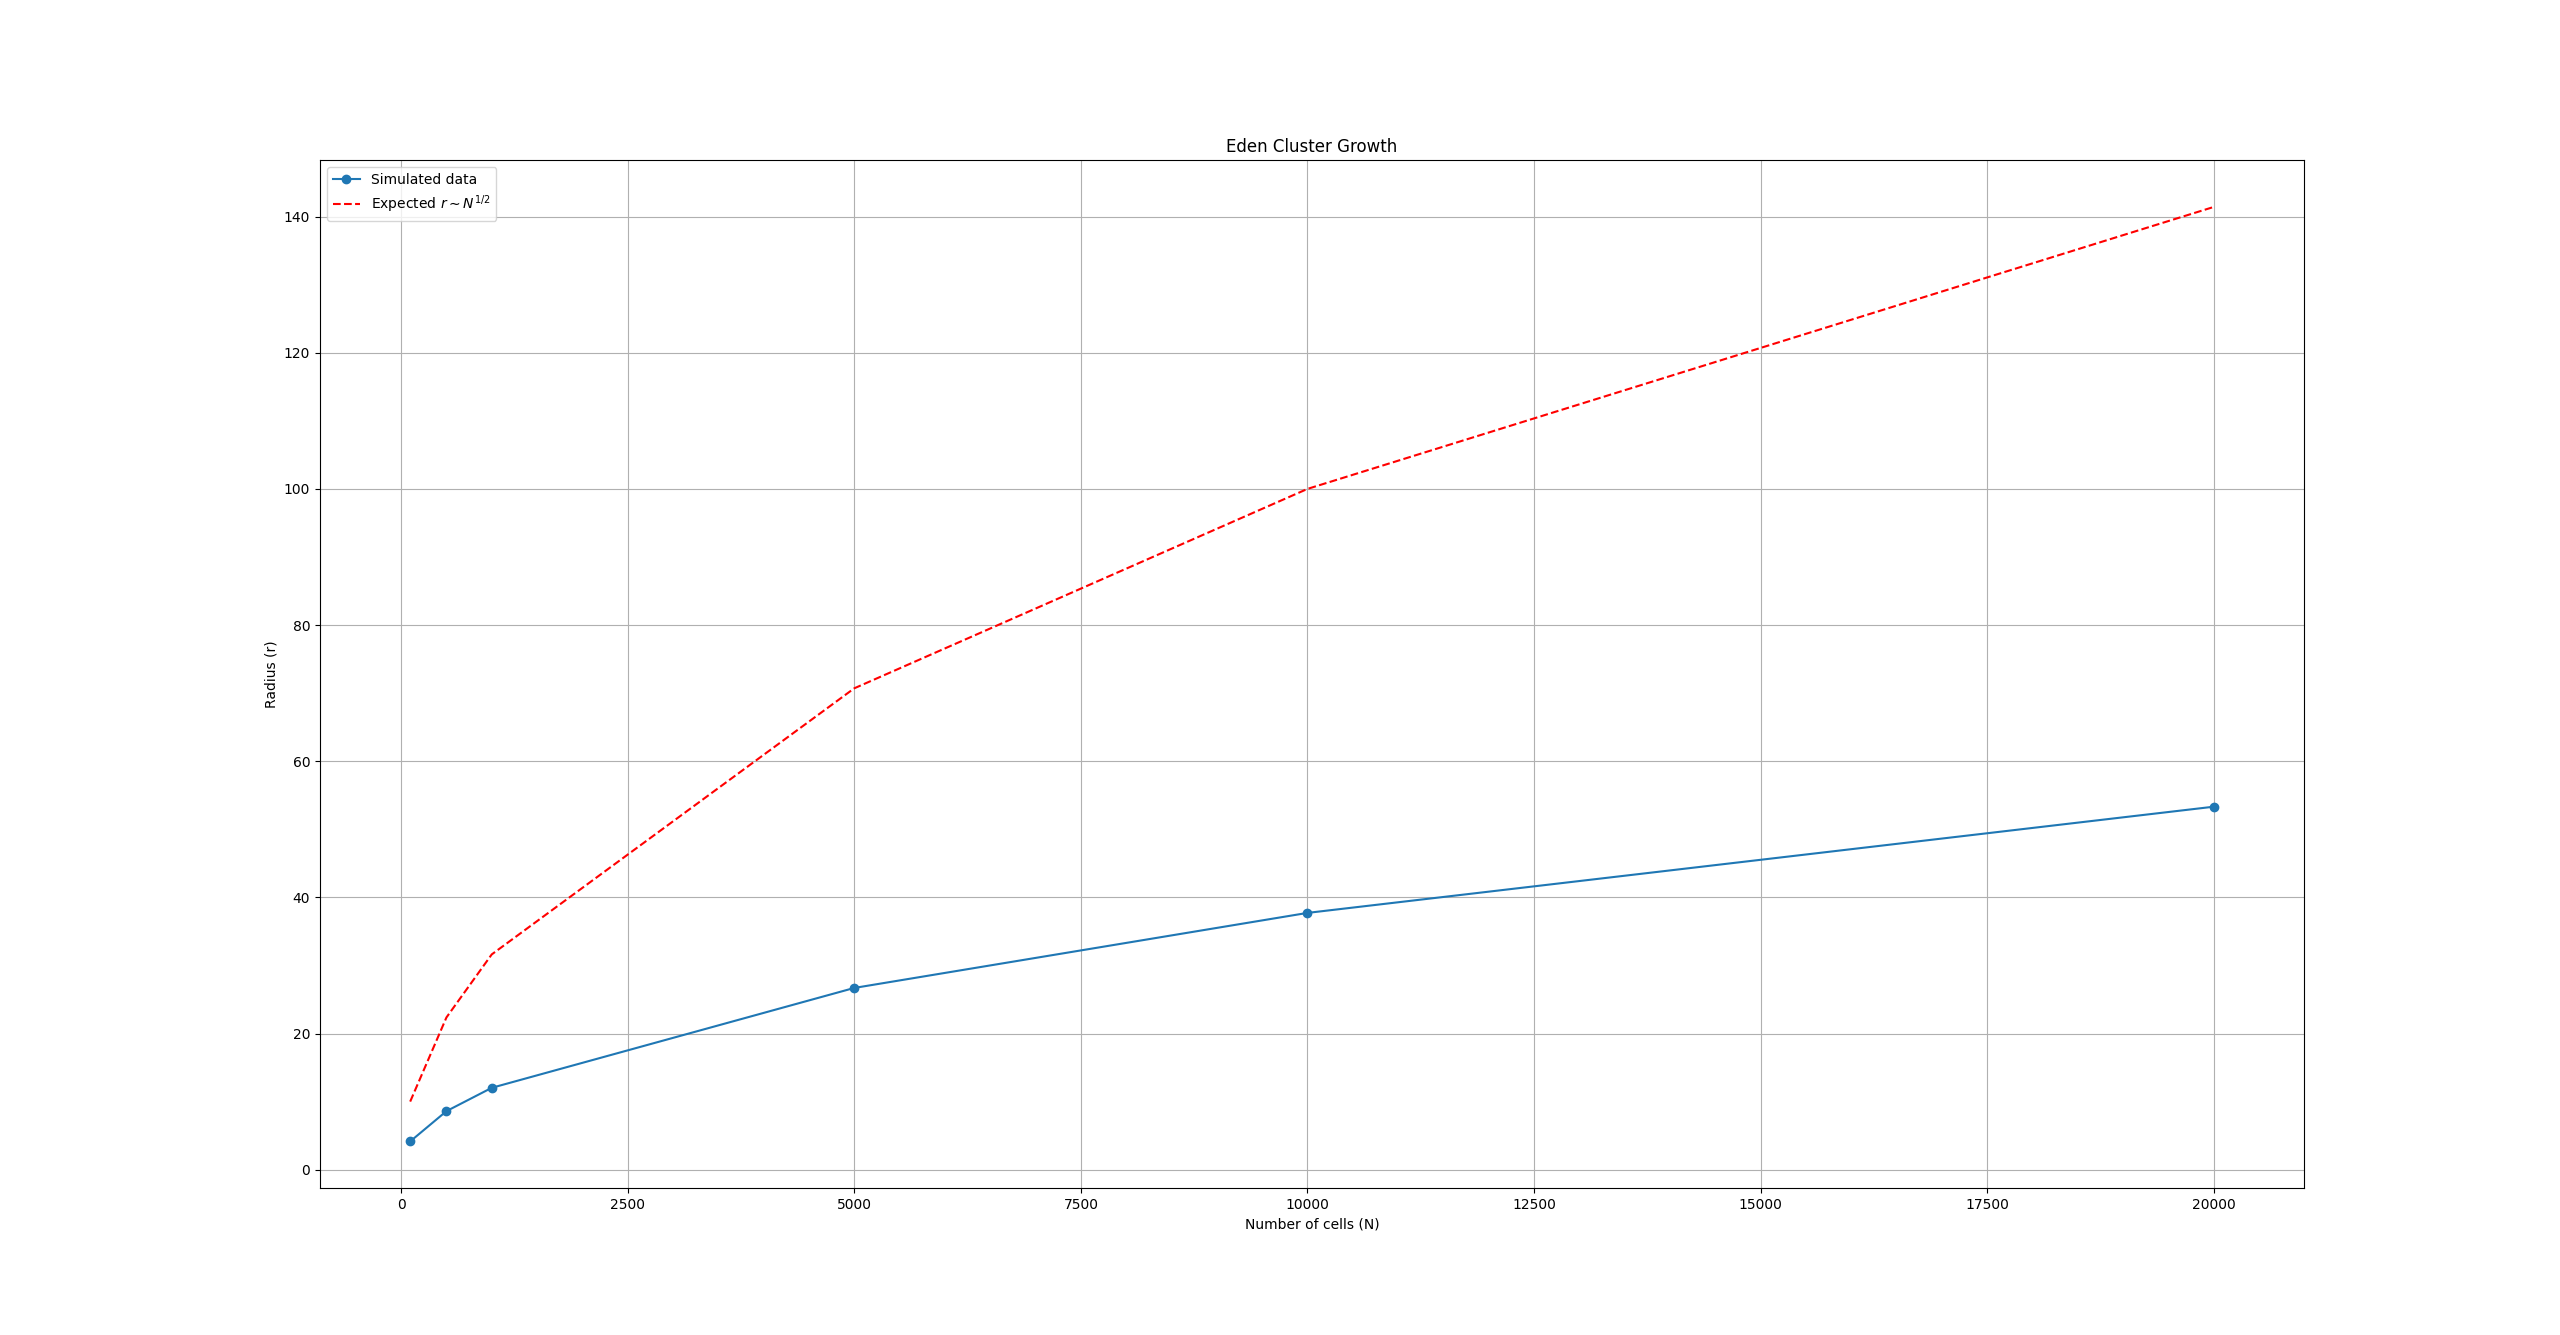 Eden Cluster Growth
Simulated data
Expected r ~ N^{1/2}
140
120
100
80
60
40
20
0
Radius (r)
0 2500 5000 7500 10000 12500 15000 17500 20000
Number of cells (N)